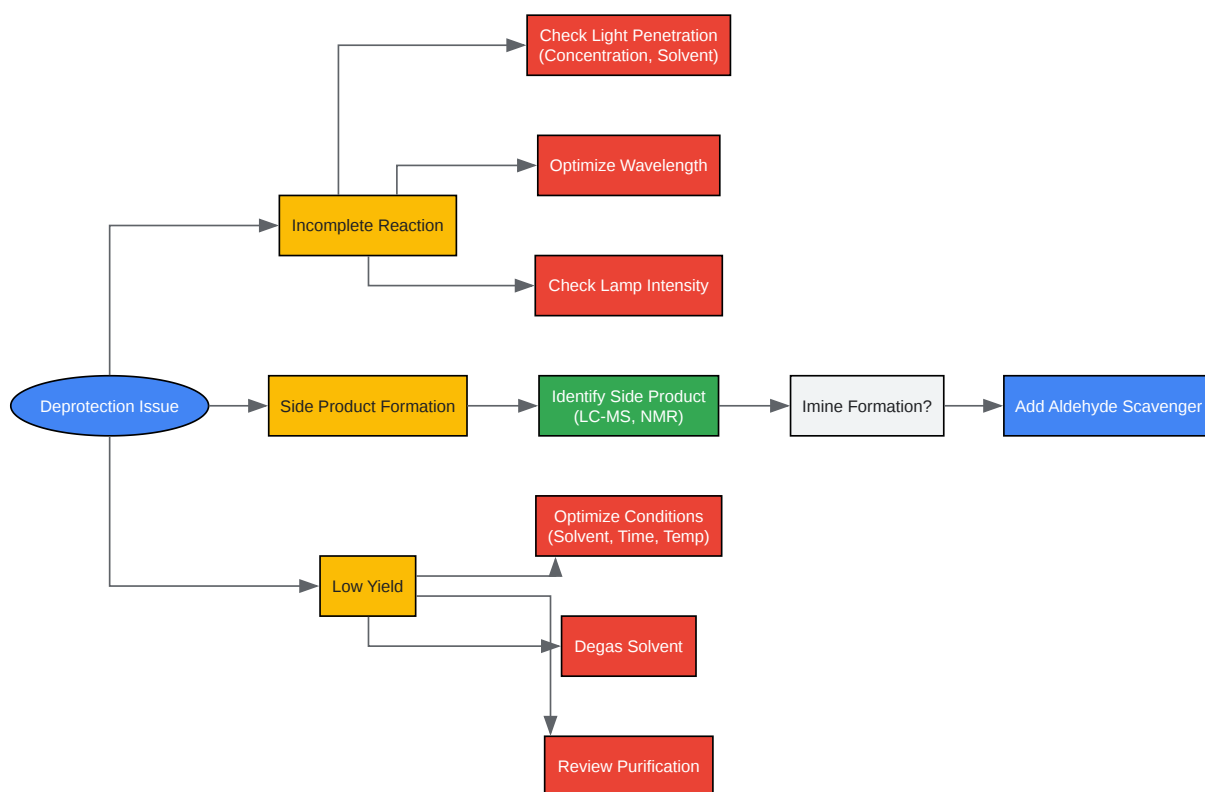 Check Light Penetration
(Concentration, Solvent)
Optimize Wavelength
Incomplete Reaction
Check Lamp Intensity
Deprotection Issue
Side Product Formation
Identify Side Product
(LC-MS, NMR)
Imine Formation?
Add Aldehyde Scavenger
Optimize Conditions
(Solvent, Time, Temp)
Low Yield
Degas Solvent
Review Purification